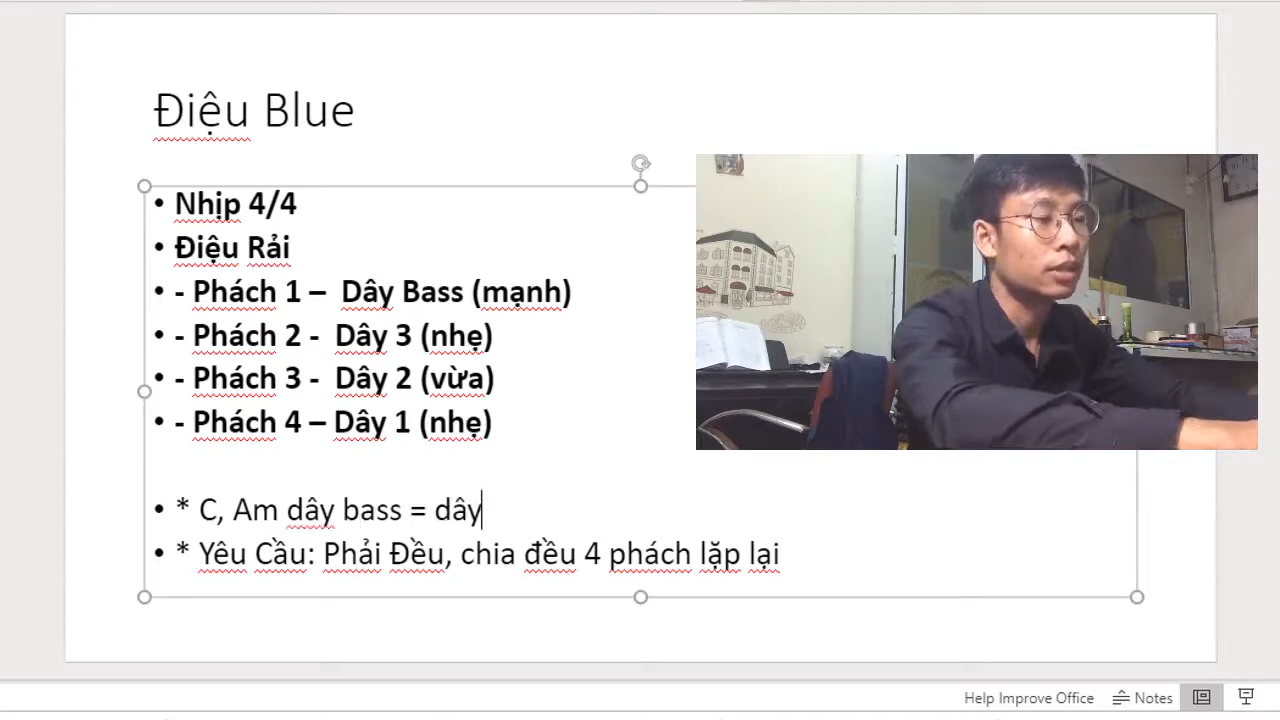 Điệu Blue
• Nhịp 4/4
• Điệu Rải
• - Phách 1 – Dây Bass (mạnh)
• - Phách 2 - Dây 3 (nhẹ)
• - Phách 3 - Dây 2 (vừa)
• - Phách 4 – Dây 1 (nhẹ)
• * C, Am dây bass = dây
• * Yêu Cầu: Phải Đều, chia đều 4 phách lặp lại
Help Improve Office
Notes